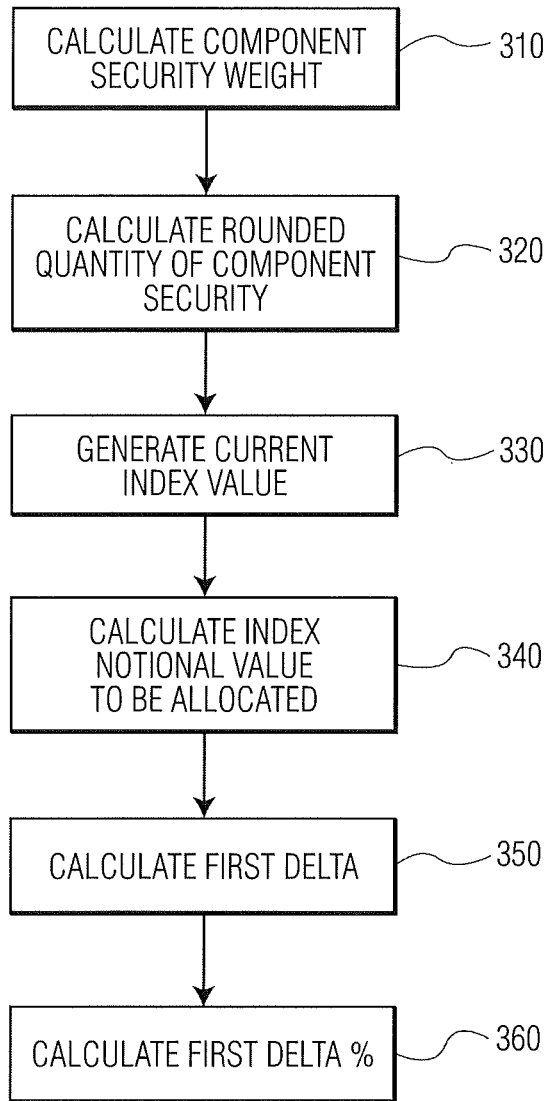 CALCULATE COMPONENT
SECURITY WEIGHT
310
CALCULATE ROUNDED
QUANTITY OF COMPONENT
SECURITY
320
GENERATE CURRENT
INDEX VALUE
330
CALCULATE INDEX
NOTIONAL VALUE
TO BE ALLOCATED
340
CALCULATE FIRST DELTA
350
CALCULATE FIRST DELTA %
360